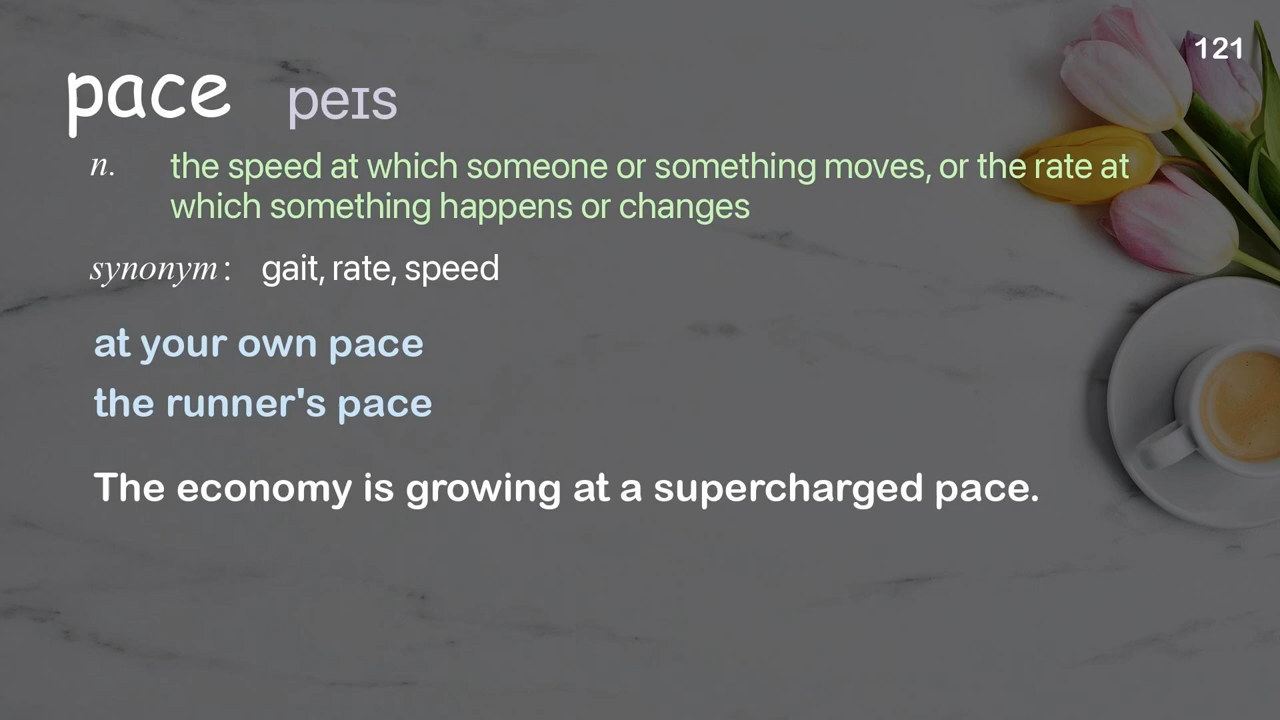 121
pace peɪs
n. the speed at which someone or something moves, or the rate at
which something happens or changes
synonym: gait, rate, speed
at your own pace
the runner's pace
The economy is growing at a supercharged pace.